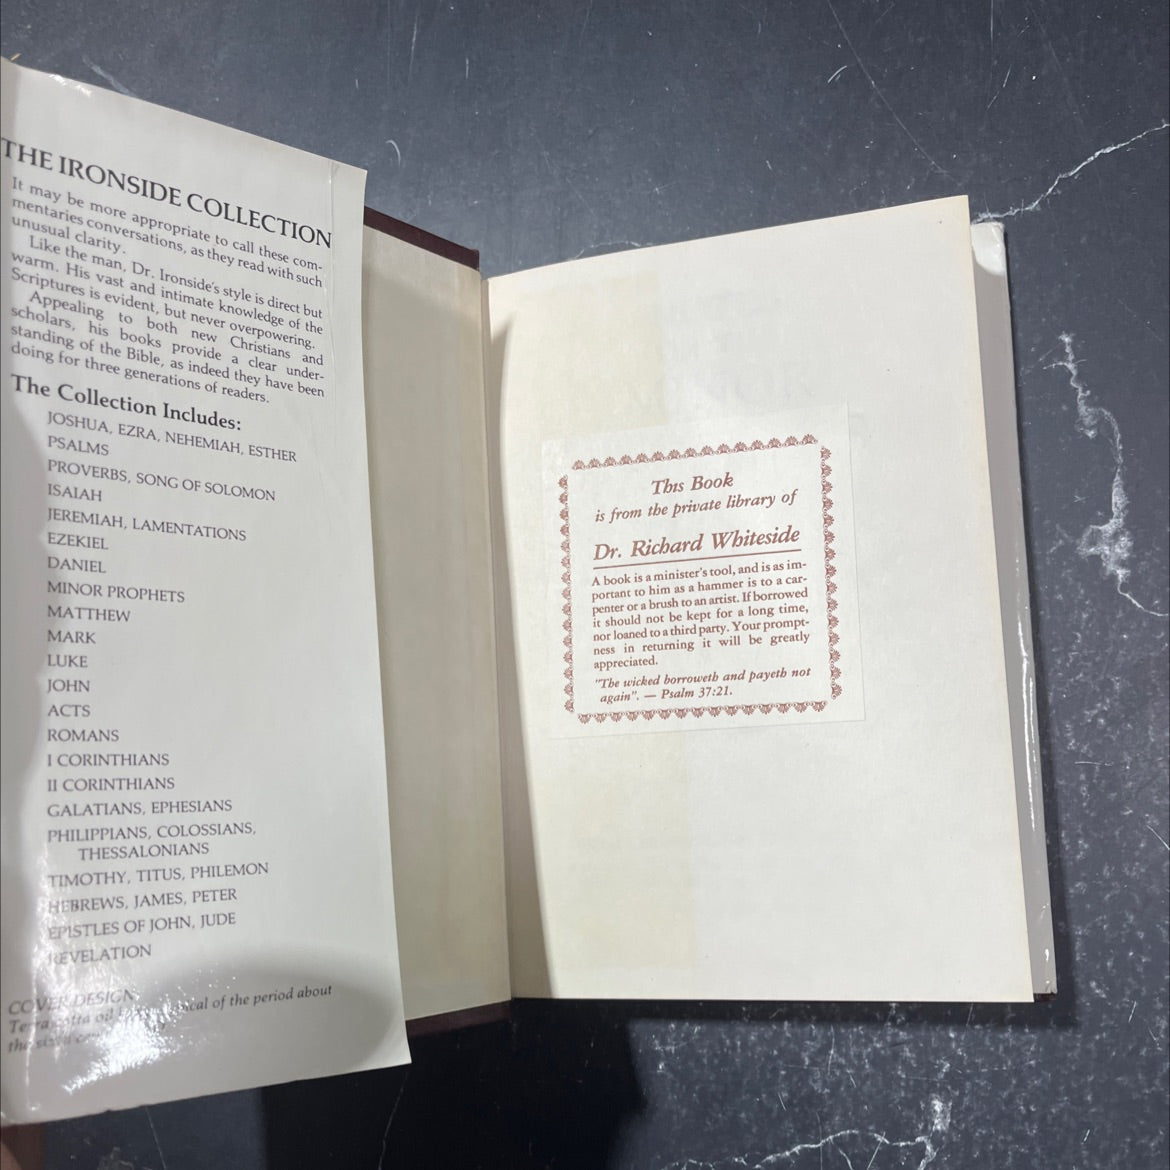 THE IRONSIDE COLLECTION
It may be more appropriate to call these com-
mentaries conversations, as they read with such
unusual clarity.
Like the man, Dr. Ironside's style is direct but
warm. His vast and intimate knowledge of the
Scriptures is evident, but never overpowering.
Appealing to both new Christians and
scholars, his books provide a clear under-
standing of the Bible, as indeed they have been
doing for three generations of readers.
The Collection Includes:
JOSHUA, EZRA, NEHEMIAH, ESTHER
PSALMS
PROVERBS, SONG OF SOLOMON
ISAIAH
JEREMIAH, LAMENTATIONS
EZEKIEL
DANIEL
MINOR PROPHETS
MATTHEW
MARK
LUKE
JOHN
ACTS
ROMANS
I CORINTHIANS
II CORINTHIANS
GALATIANS, EPHESIANS
PHILIPPIANS, COLOSSIANS,
THESSALONIANS
TIMOTHY, TITUS, PHILEMON
HEBREWS, JAMES, PETER
EPISTLES OF JOHN, JUDE
REVELATION
COVER DESIGN
of the period about
the
This Book
is from the private library of
Dr. Richard Whiteside
A book is a minister's tool, and is as im-
portant to him as a hammer is to a car-
penter or a brush to an artist. If borrowed
it should not be kept for a long time,
nor loaned to a third party. Your prompt-
ness in returning it will be greatly
appreciated.
"The wicked borroweth and payeth not
again". — Psalm 37:21.